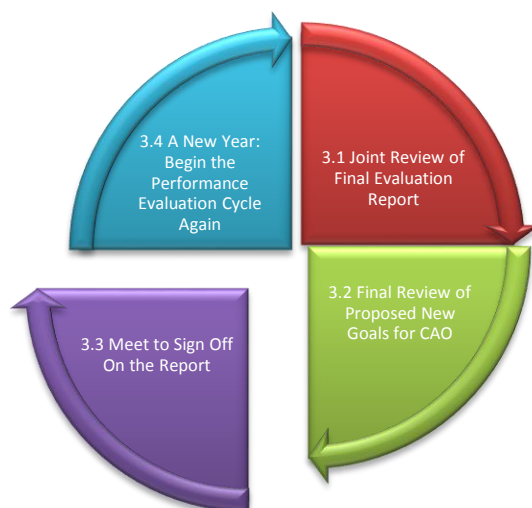 3.4 A New Year:
Begin the
Performance
Evaluation Cycle
Again
3.1 Joint Review of
Final Evaluation
Report
3.2 Final Review of
Proposed New
Goals for CAO
3.3 Meet to Sign Off
On the Report